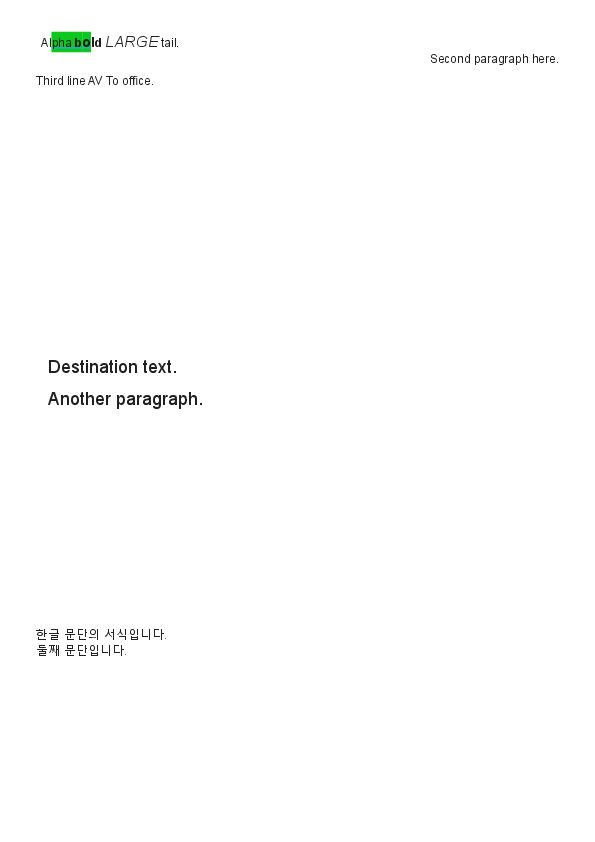 Alpha bold LARGE tail.
Second paragraph here.
Third line AV To office.
Destination text.
Another paragraph.
한글 문단의 서식입니다.
둘째 문단입니다.